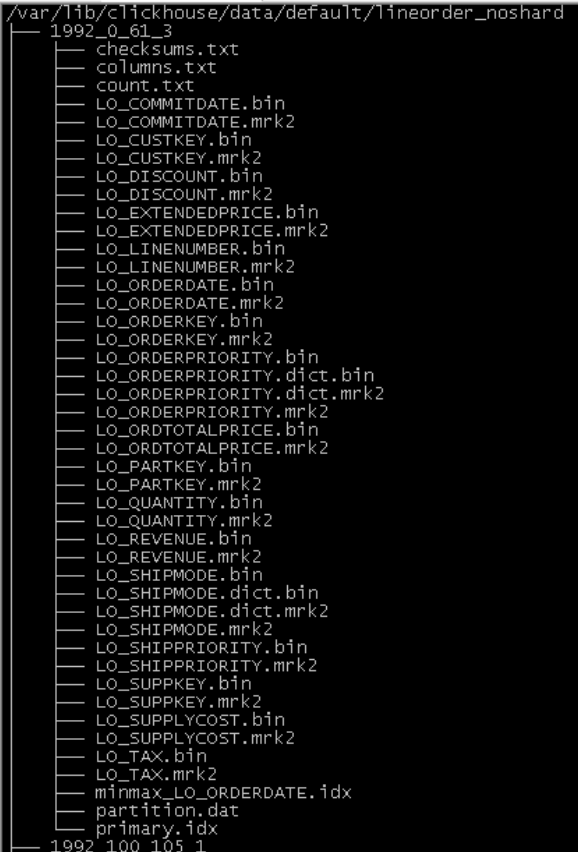 /var/lib/clickhouse/data/default/lineorder_noshard
├── 1992_0_61_3
│   ├── checksums.txt
│   ├── columns.txt
│   ├── count.txt
│   ├── LO_COMMITDATE.bin
│   ├── LO_COMMITDATE.mrk2
│   ├── LO_CUSTKEY.bin
│   ├── LO_CUSTKEY.mrk2
│   ├── LO_DISCOUNT.bin
│   ├── LO_DISCOUNT.mrk2
│   ├── LO_EXTENDEDPRICE.bin
│   ├── LO_EXTENDEDPRICE.mrk2
│   ├── LO_LINENUMBER.bin
│   ├── LO_LINENUMBER.mrk2
│   ├── LO_ORDERDATE.bin
│   ├── LO_ORDERDATE.mrk2
│   ├── LO_ORDERKEY.bin
│   ├── LO_ORDERKEY.mrk2
│   ├── LO_ORDERPRIORITY.bin
│   ├── LO_ORDERPRIORITY.dict.bin
│   ├── LO_ORDERPRIORITY.dict.mrk2
│   ├── LO_ORDERPRIORITY.mrk2
│   ├── LO_ORDTOTALPRICE.bin
│   ├── LO_ORDTOTALPRICE.mrk2
│   ├── LO_PARTKEY.bin
│   ├── LO_PARTKEY.mrk2
│   ├── LO_QUANTITY.bin
│   ├── LO_QUANTITY.mrk2
│   ├── LO_REVENUE.bin
│   ├── LO_REVENUE.mrk2
│   ├── LO_SHIPMODE.bin
│   ├── LO_SHIPMODE.dict.bin
│   ├── LO_SHIPMODE.dict.mrk2
│   ├── LO_SHIPMODE.mrk2
│   ├── LO_SHIPPRIORITY.bin
│   ├── LO_SHIPPRIORITY.mrk2
│   ├── LO_SUPPKEY.bin
│   ├── LO_SUPPKEY.mrk2
│   ├── LO_SUPPLYCOST.bin
│   ├── LO_SUPPLYCOST.mrk2
│   ├── LO_TAX.bin
│   ├── LO_TAX.mrk2
│   ├── minmax_LO_ORDERDATE.idx
│   ├── partition.dat
│   └── primary.idx
├── 1992_100_105_1